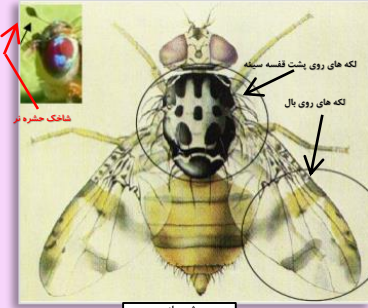 لکه های روی پشت قفسه سینه
لکه های روی بال
شاخک حشره نر